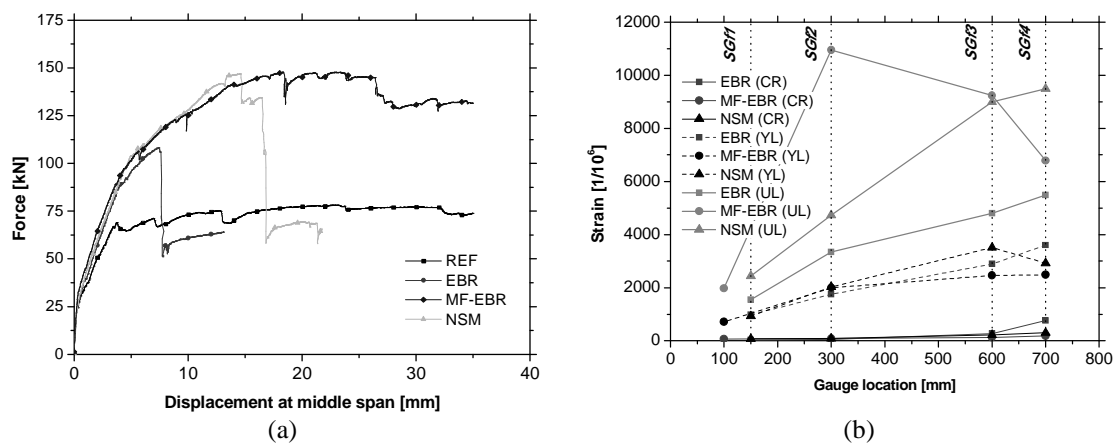 (a)
175
150
125
100
75
50
25
0
Force [kN]
REF
EBR
MF-EBR
NSM
0 10 20 30 40
Displacement at middle span [mm]
(a)
(b)
12000
10000
8000
6000
4000
2000
0
Strain [1/10⁶]
SGf1
SGf2
SGf3
SGf4
EBR (CR)
MF-EBR (CR)
NSM (CR)
EBR (YL)
MF-EBR (YL)
NSM (YL)
EBR (UL)
MF-EBR (UL)
NSM (UL)
0 100 200 300 400 500 600 700 800
Gauge location [mm]
(b)